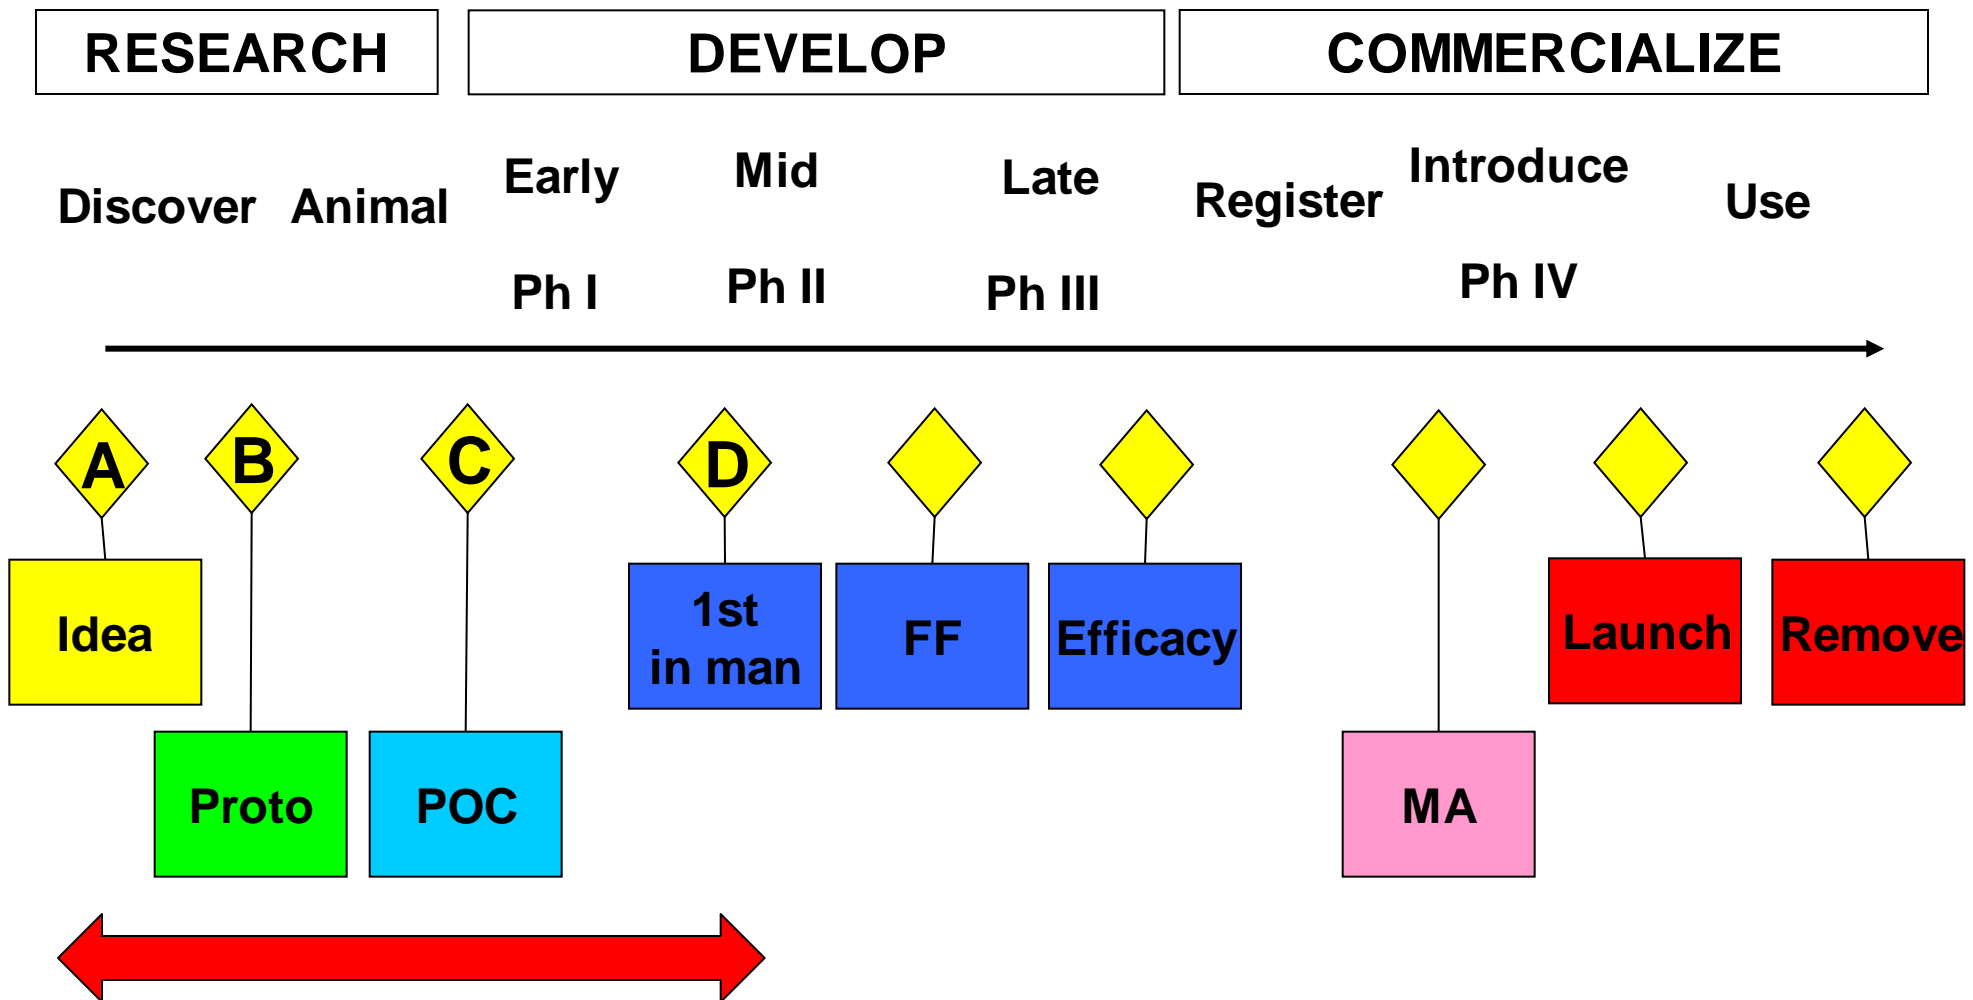 RESEARCH
DEVELOP
COMMERCIALIZE
Discover
Animal
Early
Mid
Late
Register
Introduce
Use
Ph I
Ph II
Ph III
Ph IV
A
B
C
D
Idea
1st
in man
FF
Efficacy
Launch
Remove
Proto
POC
MA